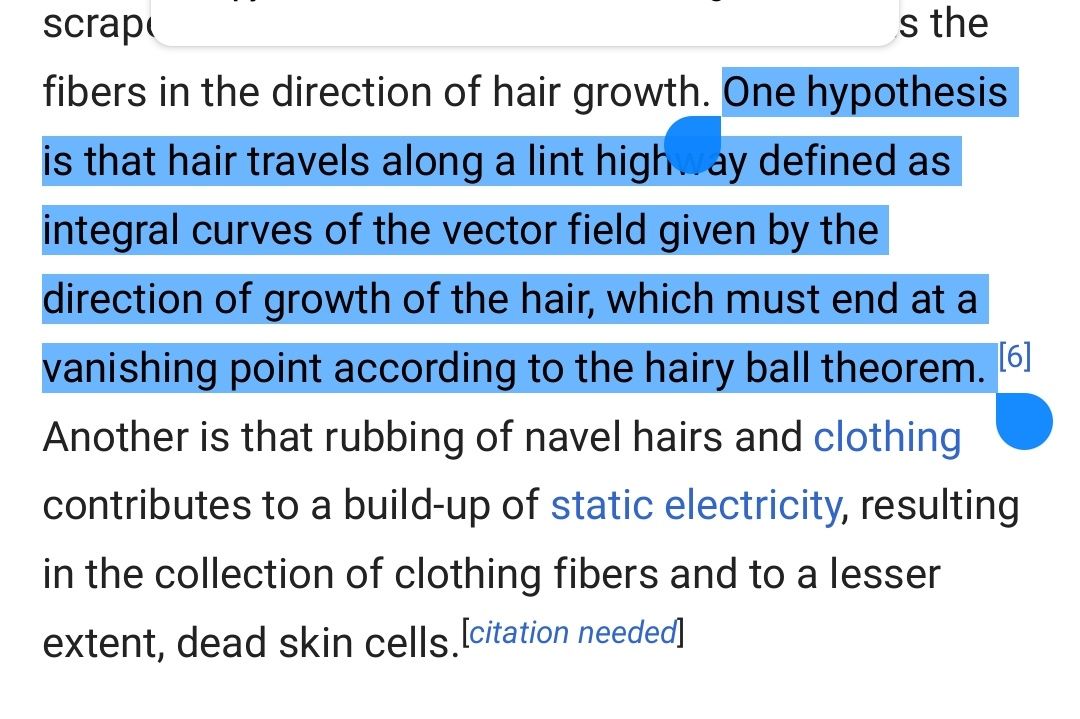 s the
fibers in the direction of hair growth. One hypothesis
is that hair travels along a lint highway defined as
integral curves of the vector field given by the
direction of growth of the hair, which must end at a
vanishing point according to the hairy ball theorem. [6]
Another is that rubbing of navel hairs and clothing
contributes to a build-up of static electricity, resulting
in the collection of clothing fibers and to a lesser
extent, dead skin cells.[citation needed]